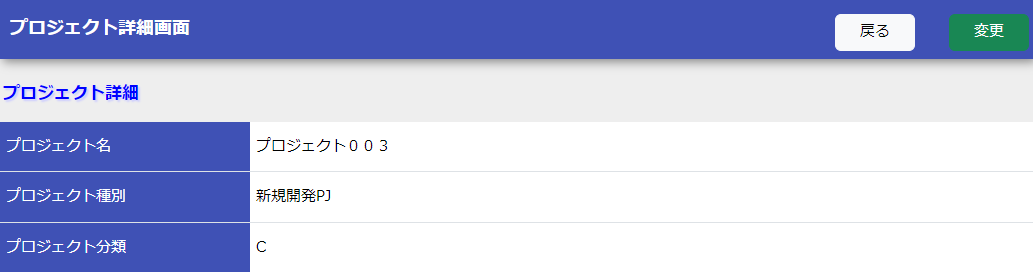 プロジェクト詳細画面
戻る
変更
プロジェクト詳細
プロジェクト名
プロジェクト００３
プロジェクト種別
新規開発PJ
プロジェクト分類
C